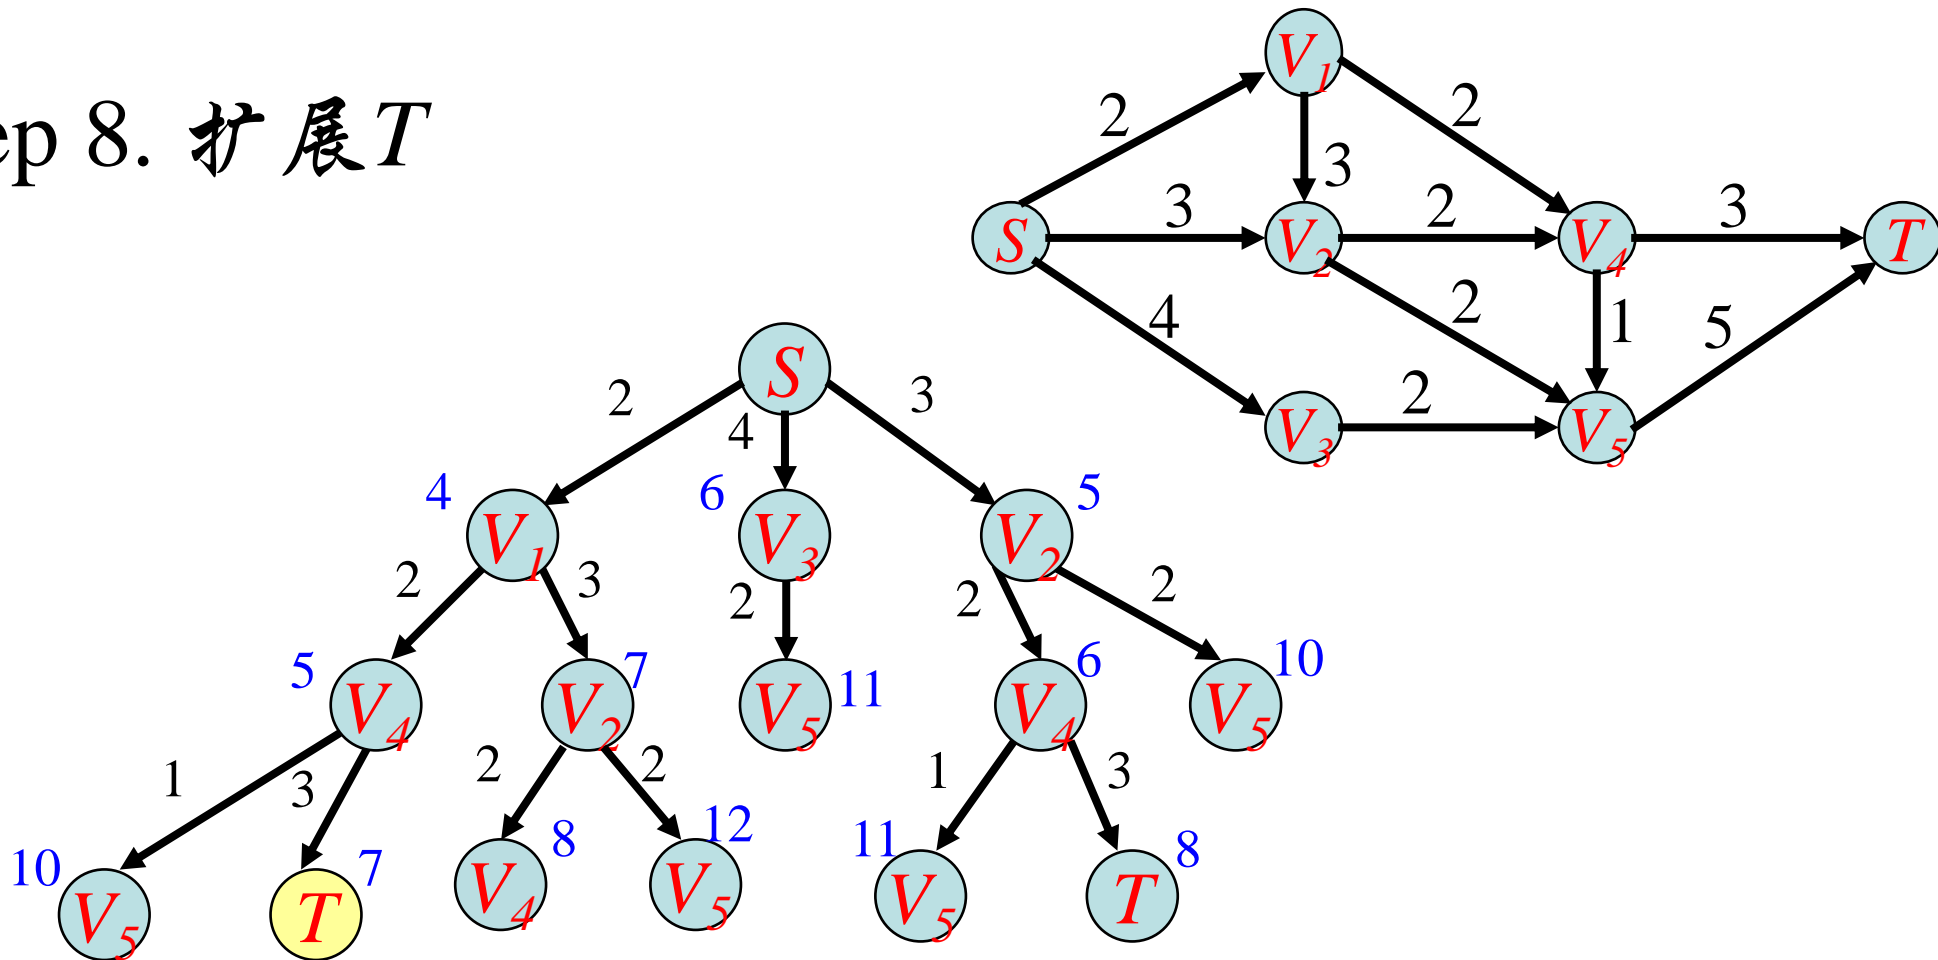 ep 8. 扩展T
V1
2 2
3
S 3 V2 2 V4 3 T
4 2 1 5
V3 2 V5
S
2 4 3
4 V1 6 V3 5 V2
2 3 2 2 2
5 V4 V2 7 V5 11 V4 6 V5 10
1 3 2 2 1 3
10 V5 T 7 V4 8 V5 12 11 V5 T 8